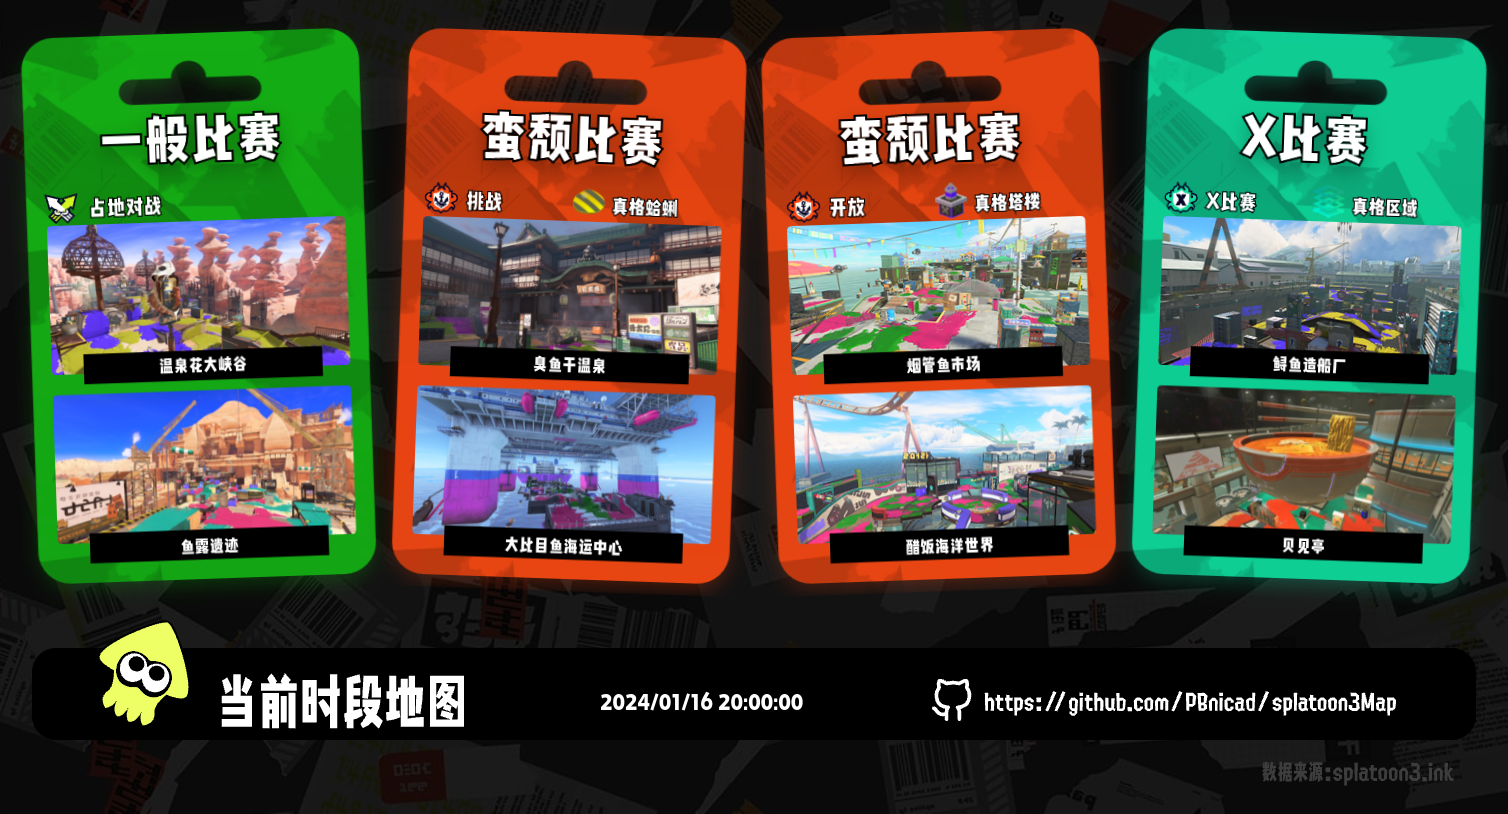 一般比赛
占地对战
温泉花大峡谷
鱼露遗迹
蛮颓比赛
挑战
真格蛤蜊
臭鱼干温泉
大比目鱼海运中心
蛮颓比赛
开放
真格塔楼
烟管鱼市场
醋饭海洋世界
X比赛
X比赛
真格区域
鲟鱼造船厂
贝见亭
当前时段地图
2024/01/16 20:00:00
https://github.com/PBnicad/splatoon3Map
数据来源:splatoon3.ink